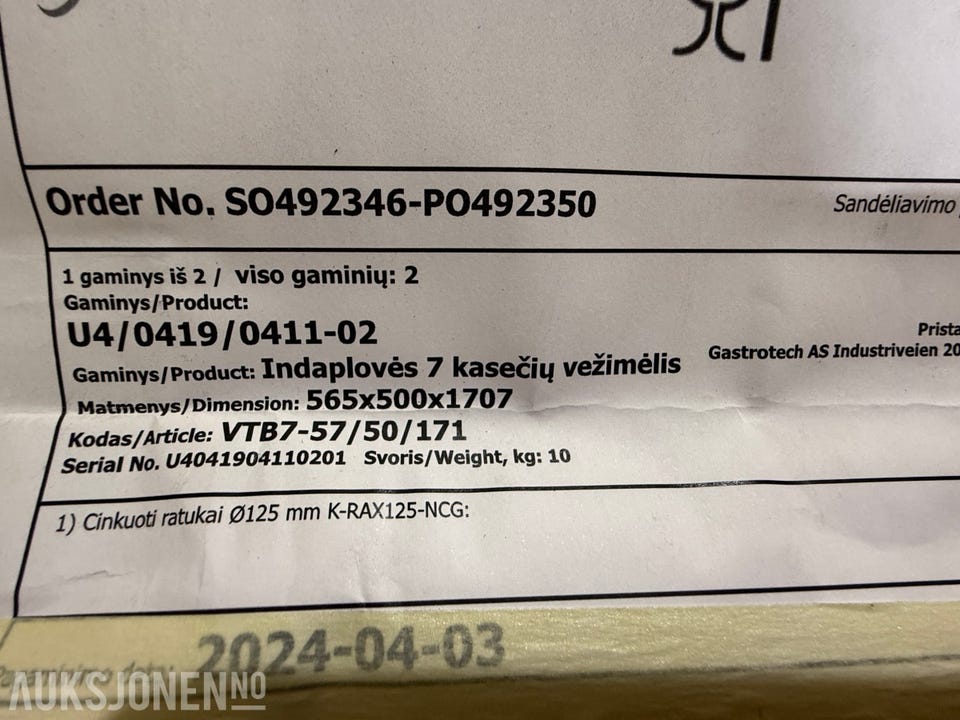 Order No. SO492346-PO492350
Sandėliavimo
1 gaminys iš 2 / viso gaminių: 2
Gaminys/Product:
U4/0419/0411-02
Prista
Gaminys/Product: Indaplovės 7 kasečių vežimėlis
Gastrotech AS Industriveien 20
Matmenys/Dimension: 565x500x1707
Kodas/Article: VTB7-57/50/171
Serial No. U4041904110201 Svoris/Weight, kg: 10
1) Cinkuoti ratukai Ø125 mm K-RAX125-NCG:
2024-04-03
AUKSJONEN NO